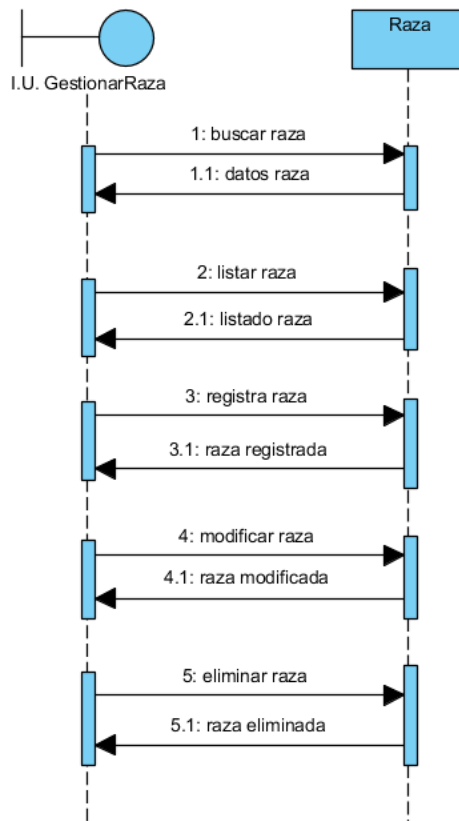 Raza
I.U. GestionarRaza
1: buscar raza
1.1: datos raza
2: listar raza
2.1: listado raza
3: registra raza
3.1: raza registrada
4: modificar raza
4.1: raza modificada
5: eliminar raza
5.1: raza eliminada